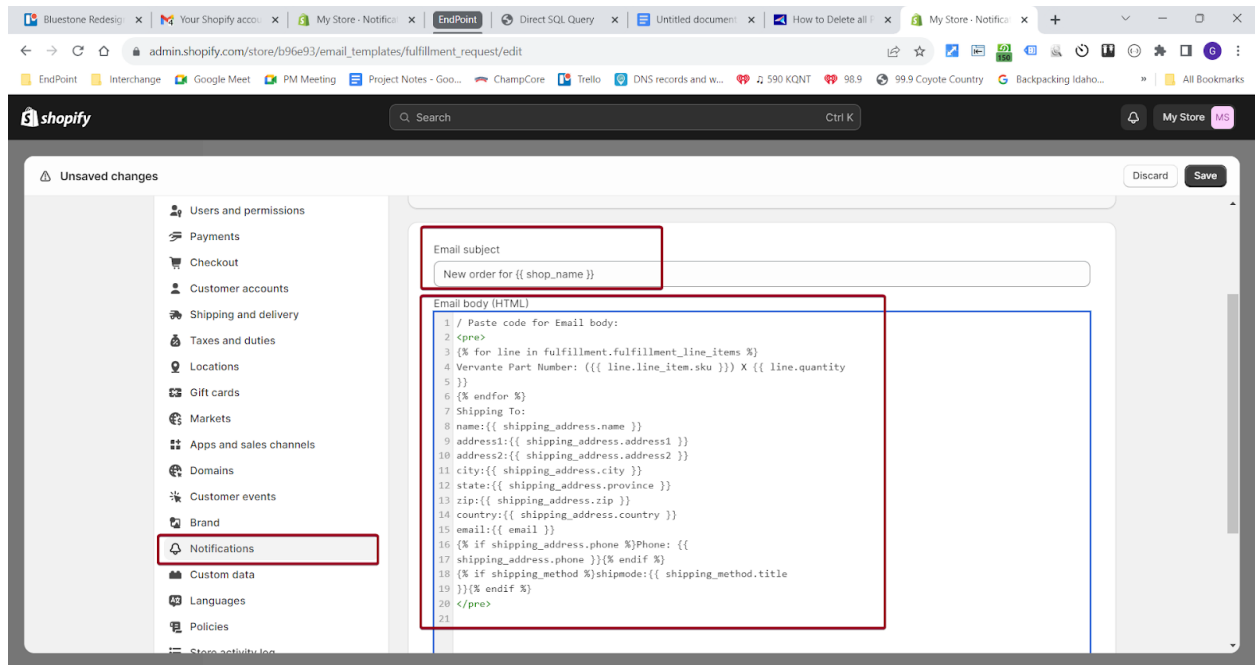 Bluestone Redesig
Your Shopify accou
My Store · Notificat
EndPoint
Direct SQL Query
Untitled document
How to Delete all F
My Store · Notificat
admin.shopify.com/store/b96e93/email_templates/fulfillment_request/edit
150
G
EndPoint
Interchange
Google Meet
PM Meeting
Project Notes - Goo...
ChampCore
Trello
DNS records and w...
♫ 590 KQNT
98.9
99.9 Coyote Country
Backpacking Idaho...
»
All Bookmarks
shopify
Search
Ctrl K
My Store
MS
Unsaved changes
Discard
Save
Users and permissions
Payments
Checkout
Customer accounts
Shipping and delivery
Taxes and duties
Locations
Gift cards
Markets
Apps and sales channels
Domains
Customer events
Brand
Notifications
Custom data
Languages
Policies
Store activity log
Email subject
New order for {{ shop_name }}
Email body (HTML)
1 / Paste code for Email body:
2 <pre>
3 {% for line in fulfillment.fulfillment_line_items %}
4 Vervante Part Number: ({{ line.line_item.sku }}) X {{ line.quantity
5 }}
6 {% endfor %}
7 Shipping To:
8 name:{{ shipping_address.name }}
9 address1:{{ shipping_address.address1 }}
10 address2:{{ shipping_address.address2 }}
11 city:{{ shipping_address.city }}
12 state:{{ shipping_address.province }}
13 zip:{{ shipping_address.zip }}
14 country:{{ shipping_address.country }}
15 email:{{ email }}
16 {% if shipping_address.phone %}Phone: {{
17 shipping_address.phone }}{% endif %}
18 {% if shipping_method %}shipmode:{{ shipping_method.title
19 }}{% endif %}
20 </pre>
21